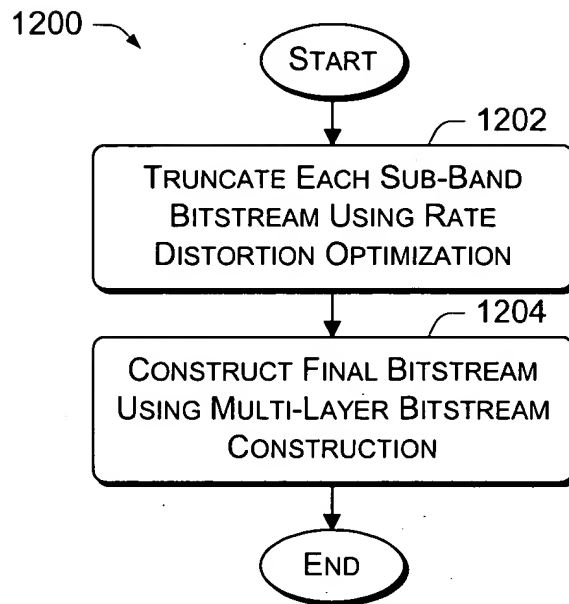 1200
START
1202
TRUNCATE EACH SUB-BAND
BITSTREAM USING RATE
DISTORTION OPTIMIZATION
1204
CONSTRUCT FINAL BITSTREAM
USING MULTI-LAYER BITSTREAM
CONSTRUCTION
END